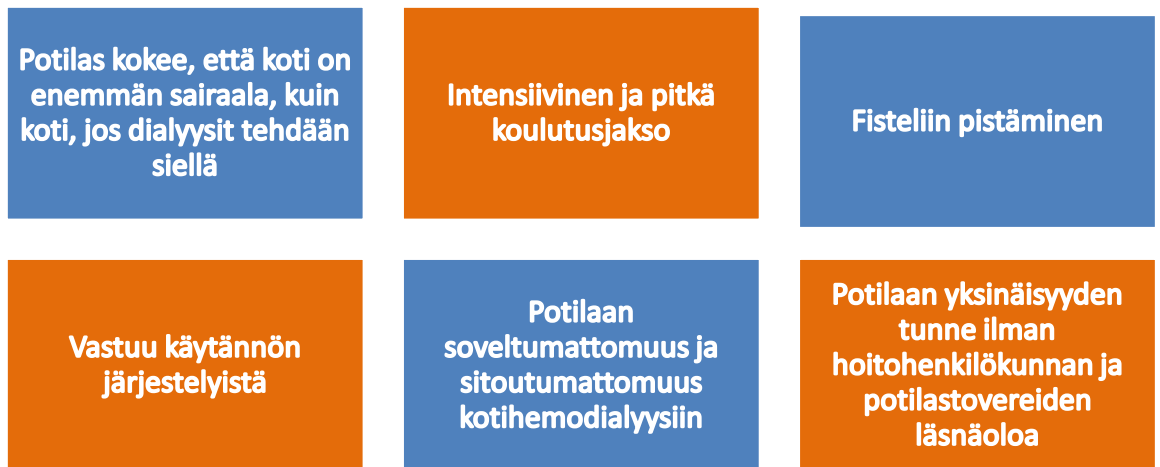 Potilas kokee, että koti on
enemmän sairaala, kuin
koti, jos dialyysit tehdään
siellä
Intensiivinen ja pitkä
koulutusjakso
Fisteliin pistäminen
Vastuu käytännön
järjestelyistä
Potilaan
soveltumattomuus ja
sitoutumattomuus
kotihemodialyysiin
Potilaan yksinäisyyden
tunne ilman
hoitohenkilökunnan ja
potilastovereiden
läsnäoloa